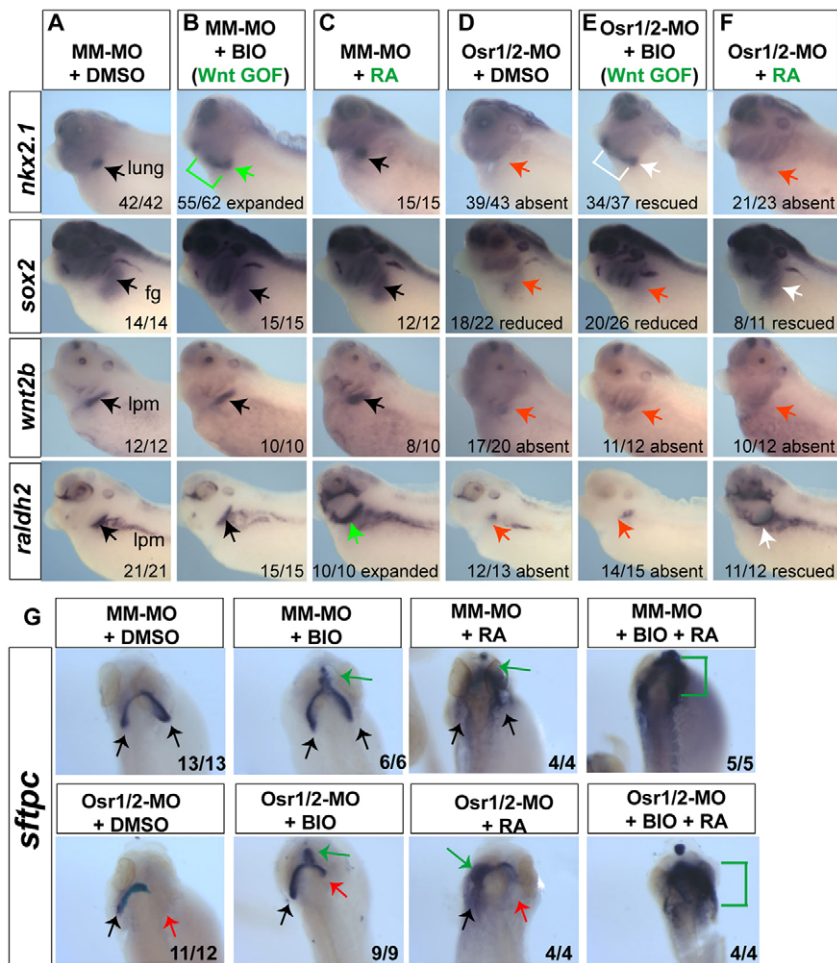 A
MM-MO
+ DMSO
B
MM-MO
+ BIO
(Wnt GOF)
C
MM-MO
+ RA
D
Osr1/2-MO
+ DMSO
E
Osr1/2-MO
+ BIO
(Wnt GOF)
F
Osr1/2-MO
+ RA
nkx2.1
lung
42/42
55/62 expanded
15/15
39/43 absent
34/37 rescued
21/23 absent
sox2
fg
14/14
15/15
12/12
18/22 reduced
20/26 reduced
8/11 rescued
wnt2b
lpm
12/12
10/10
8/10
17/20 absent
11/12 absent
10/12 absent
raldh2
lpm
21/21
15/15
10/10 expanded
12/13 absent
14/15 absent
11/12 rescued
G
MM-MO
+ DMSO
MM-MO
+ BIO
MM-MO
+ RA
MM-MO
+ BIO + RA
sftpc
13/13
6/6
4/4
5/5
Osr1/2-MO
+ DMSO
Osr1/2-MO
+ BIO
Osr1/2-MO
+ RA
Osr1/2-MO
+ BIO + RA
11/12
9/9
4/4
4/4